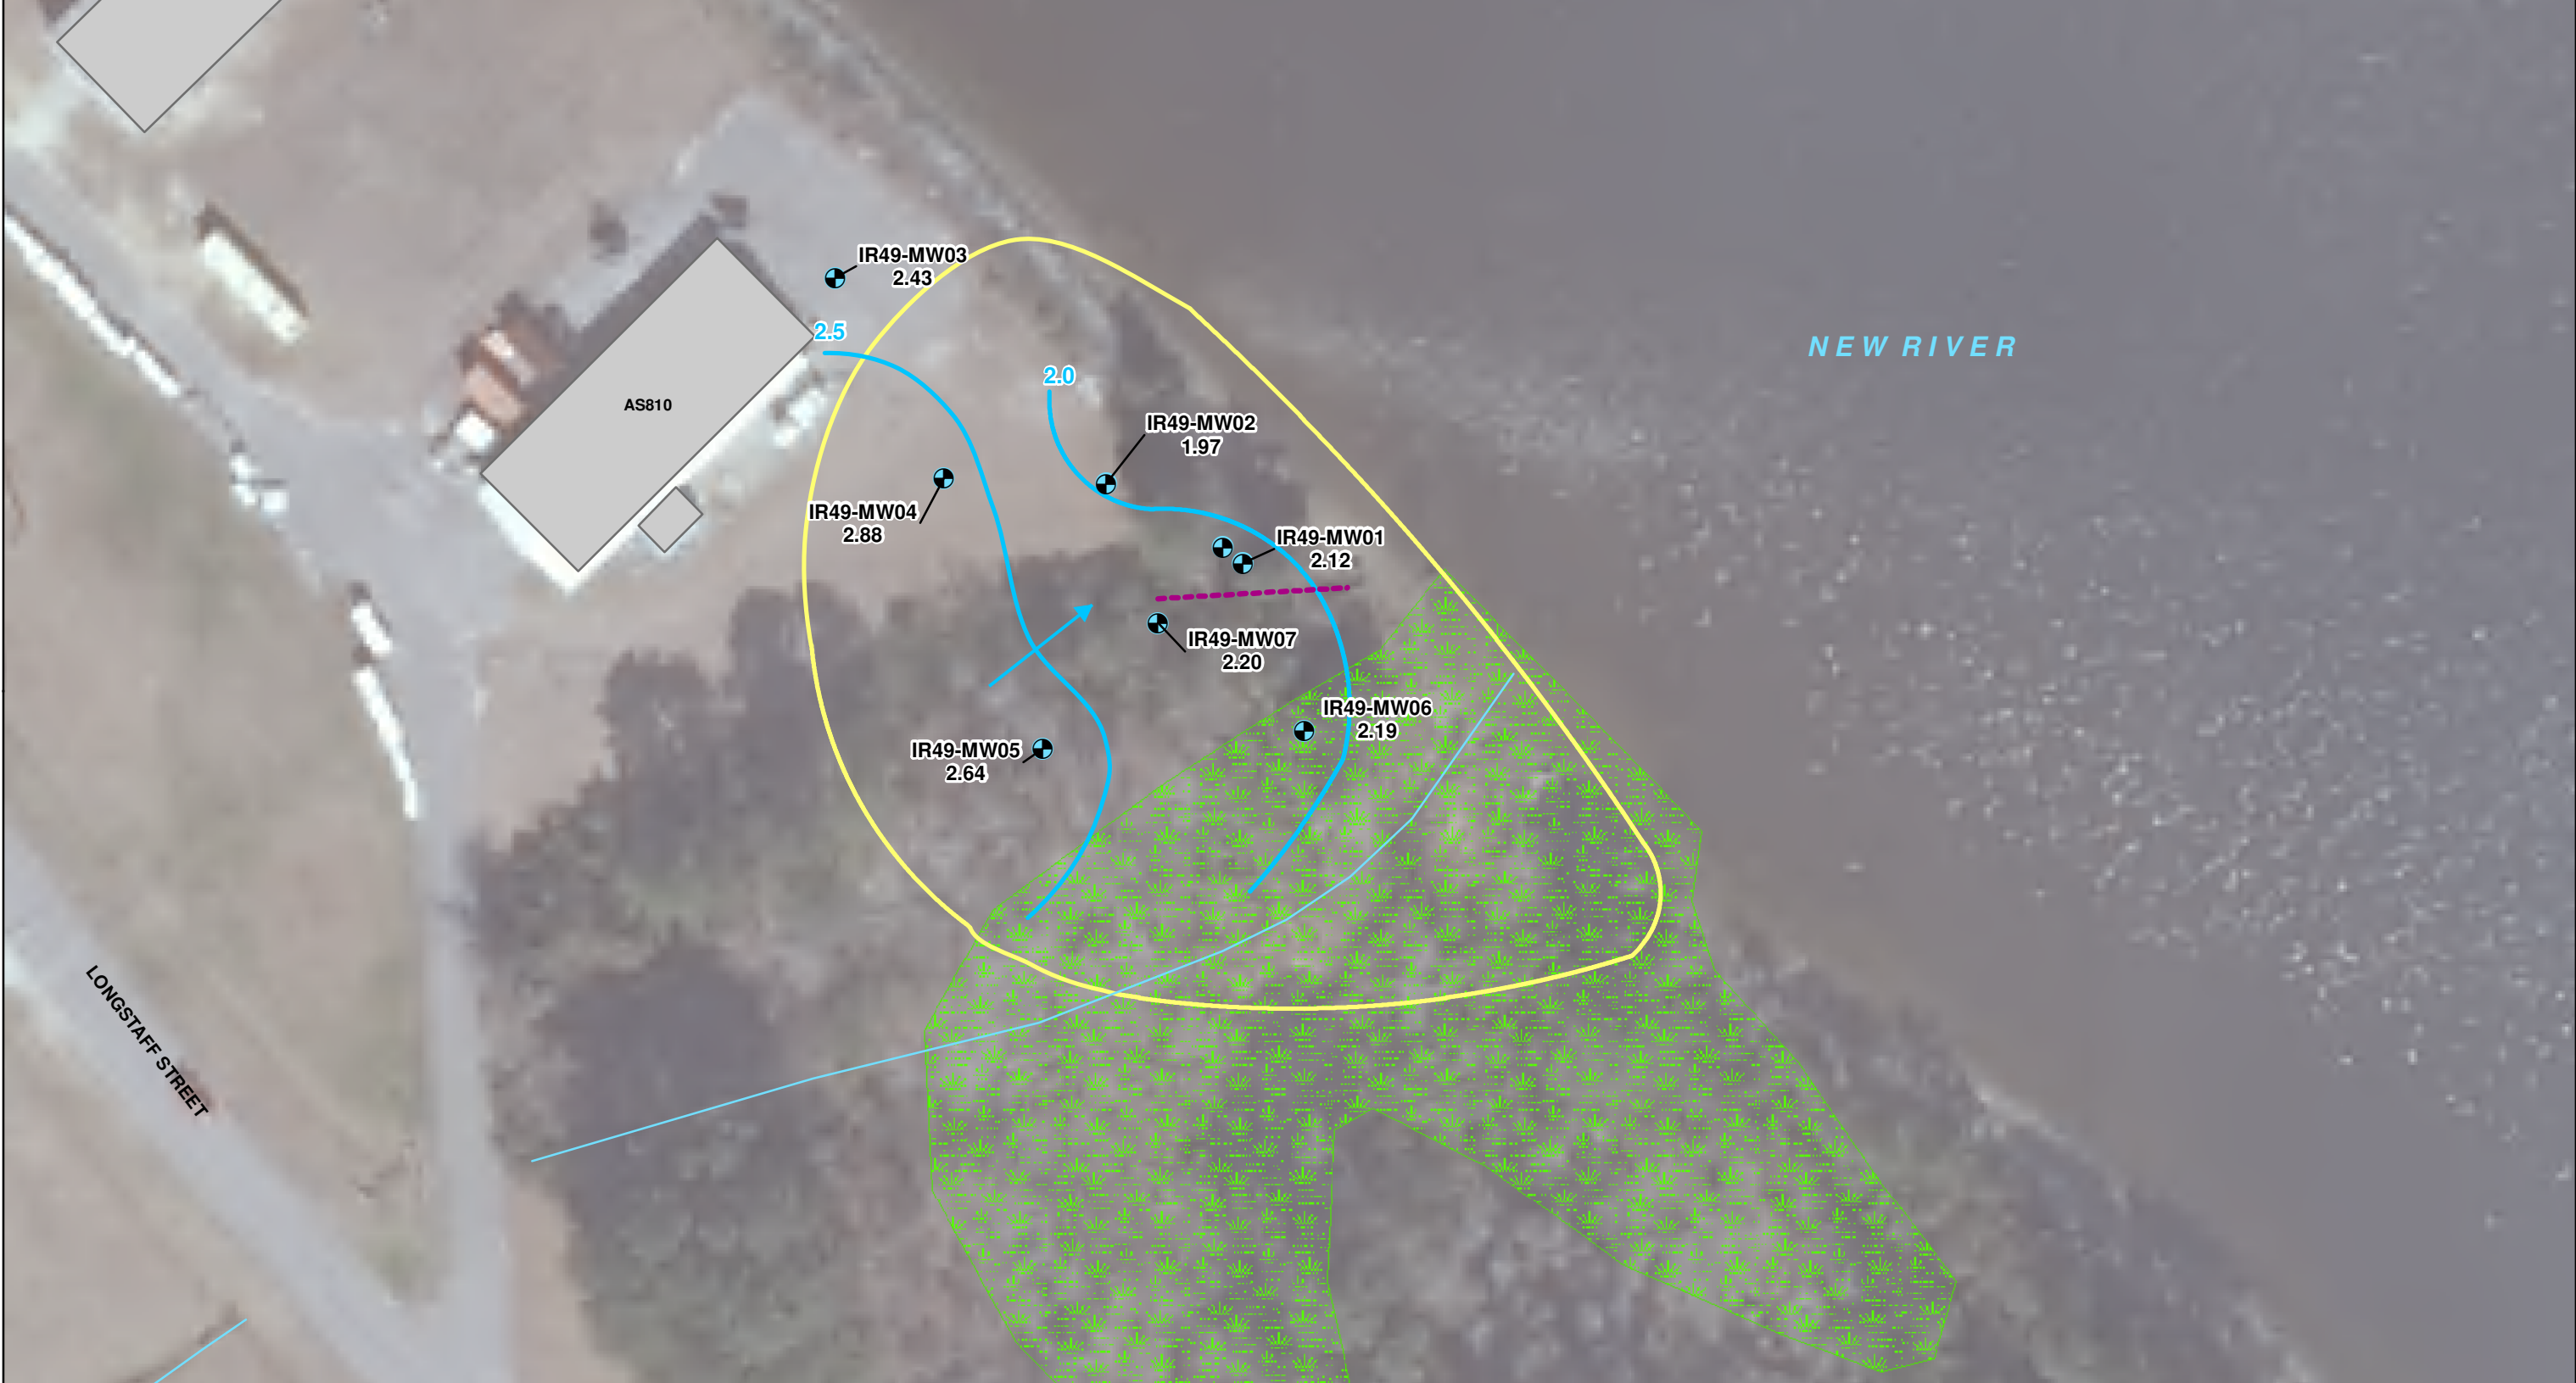 IR49-MW03
2.43
2.5
NEW RIVER
2.0
AS810
IR49-MW02
1.97
IR49-MW04
2.88
IR49-MW01
2.12
IR49-MW07
2.20
IR49-MW06
2.19
IR49-MW05
2.64
LONGSTAFF STREET